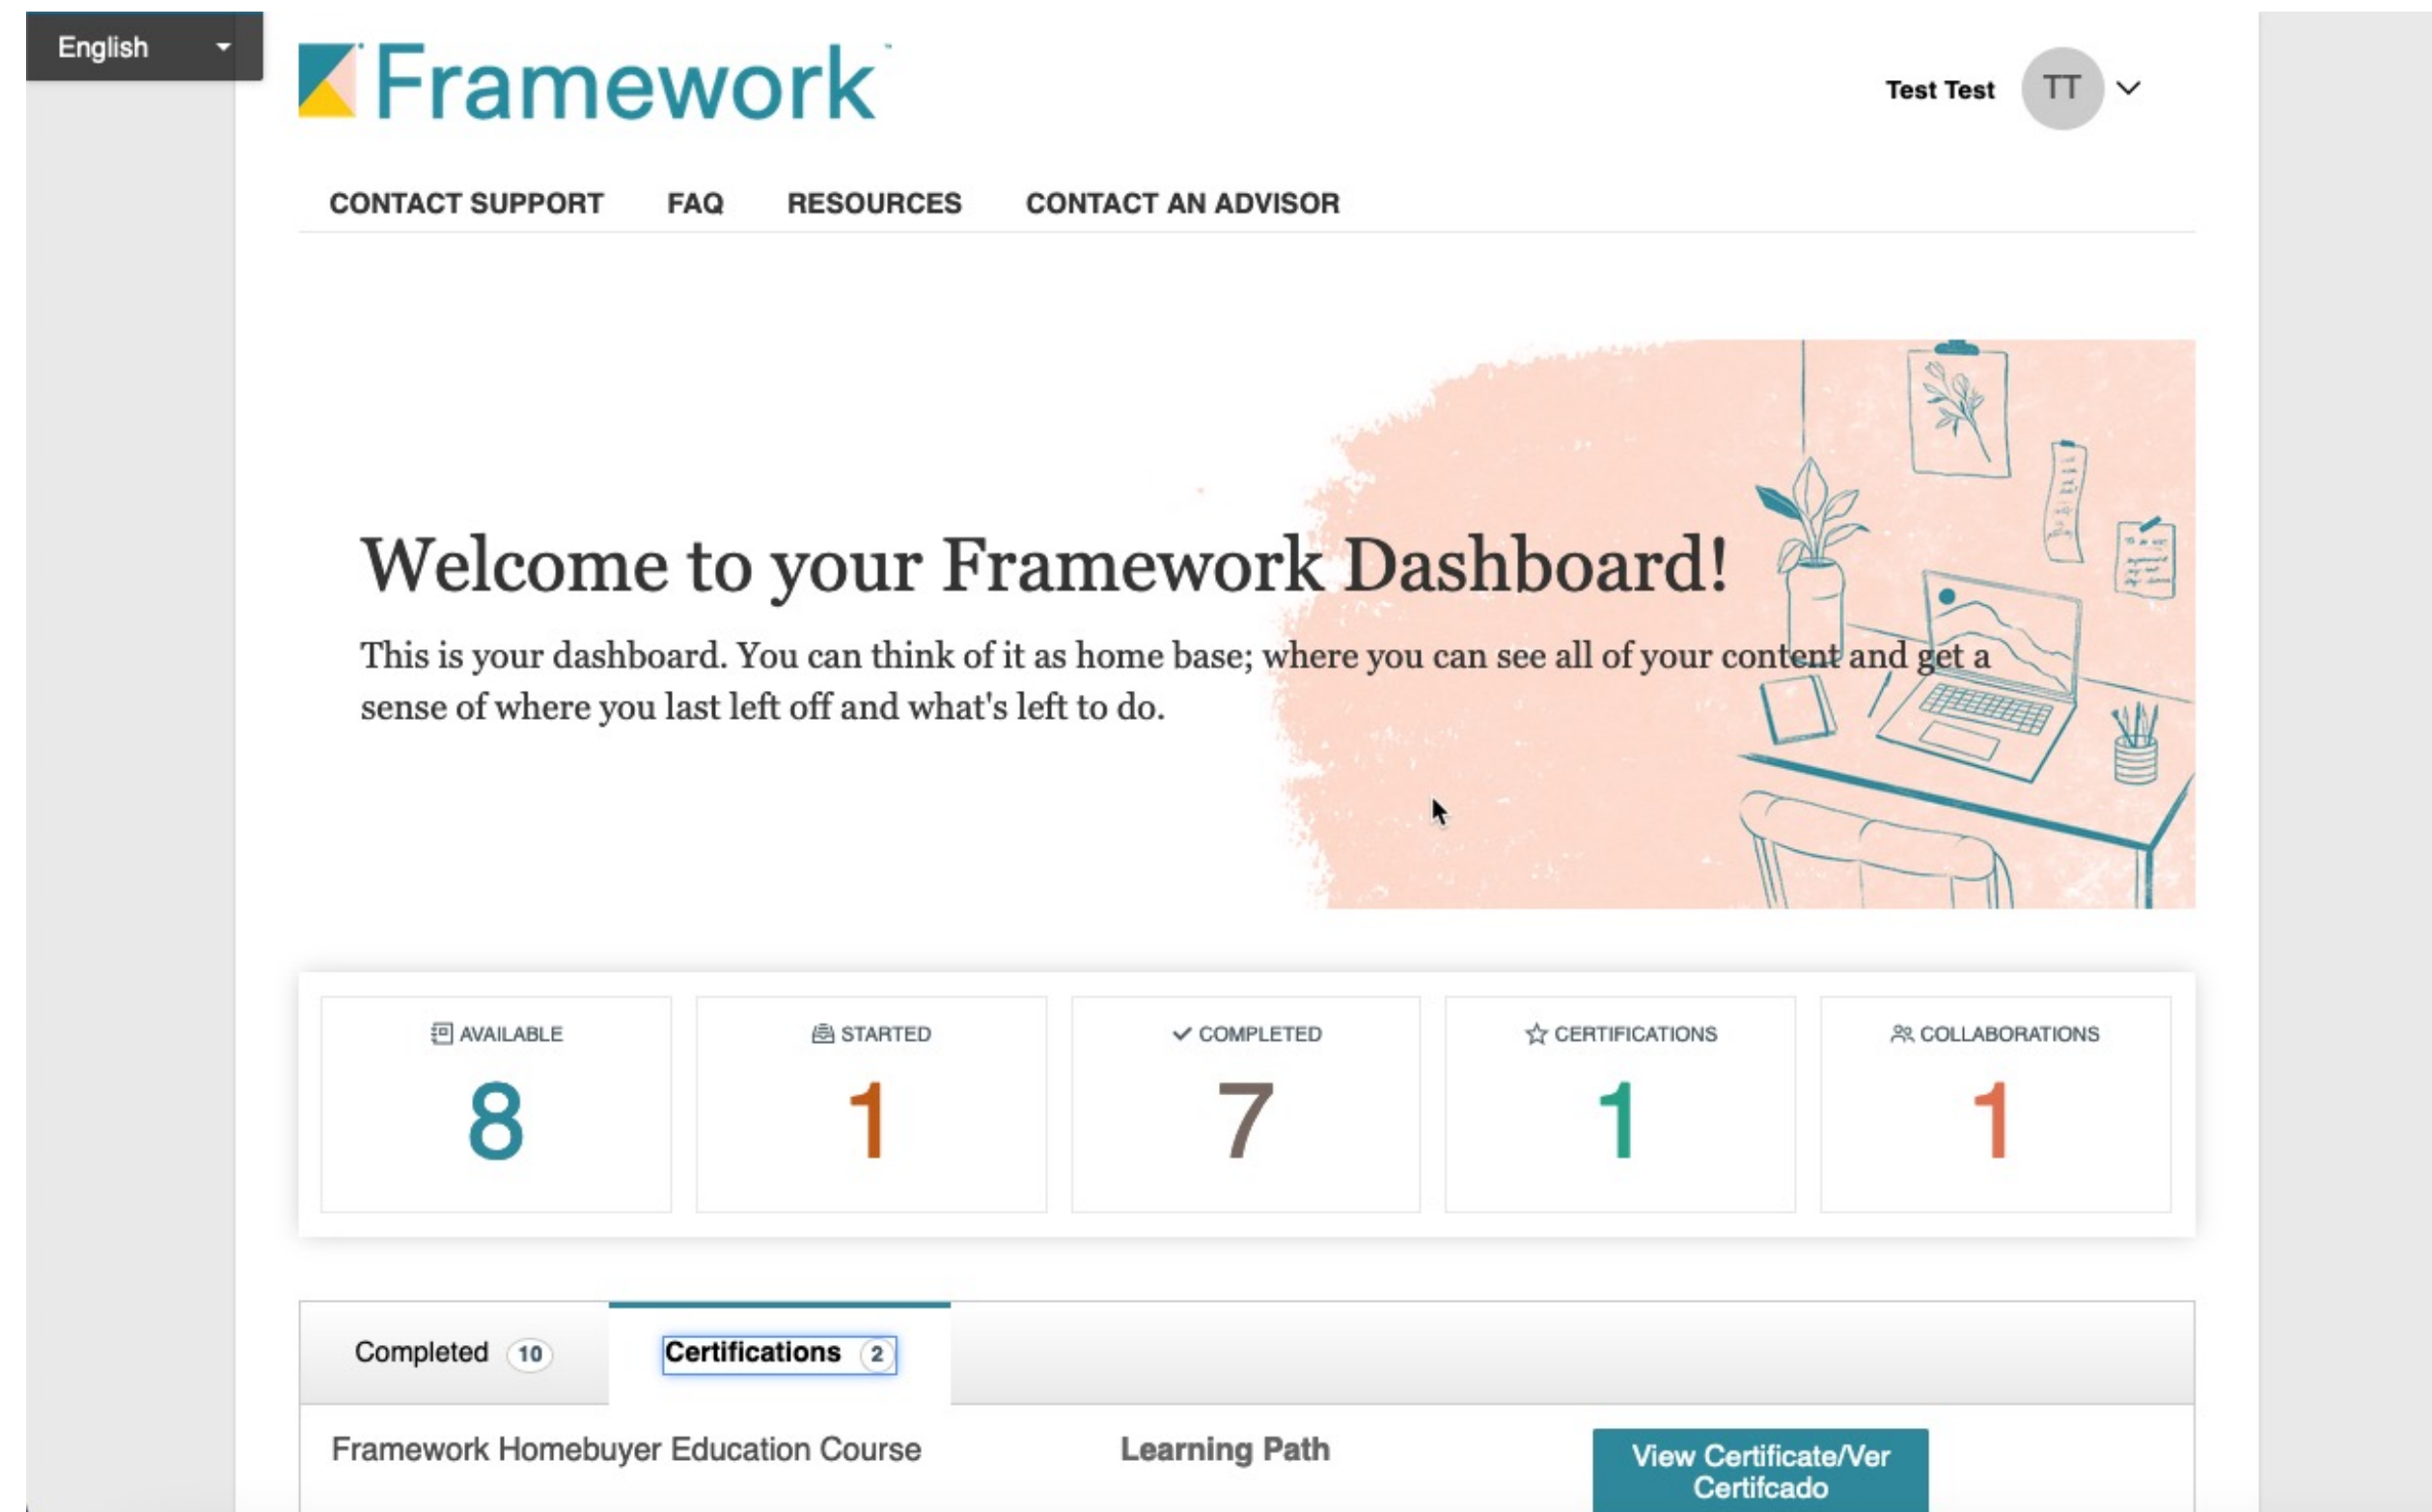 English
Framework
Test Test
TT
CONTACT SUPPORT FAQ RESOURCES CONTACT AN ADVISOR
Welcome to your Framework Dashboard!
This is your dashboard. You can think of it as home base; where you can see all of your content and get a
sense of where you last left off and what's left to do.
AVAILABLE
8
STARTED
1
COMPLETED
7
CERTIFICATIONS
1
COLLABORATIONS
1
Completed 10
Certifications 2
Framework Homebuyer Education Course
Learning Path
View Certificate/Ver
Certifcado